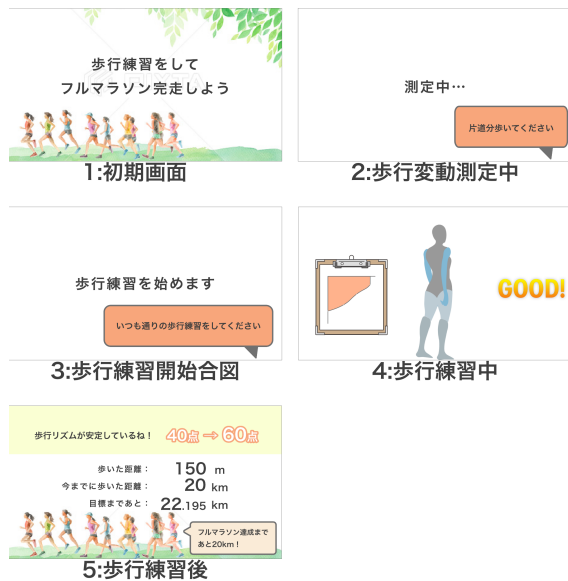 歩行練習をして
フルマラソン完走しよう
1:初期画面
測定中…
片道分歩いてください
2:歩行変動測定中
歩行練習を始めます
いつも通りの歩行練習をしてください
3:歩行練習開始合図
GOOD!
4:歩行練習中
歩行リズムが安定しているね！ 40点→60点
歩いた距離： 150 m
今までに歩いた距離： 20 km
目標まであと： 22.195 km
フルマラソン達成まで
あと20km！
5:歩行練習後